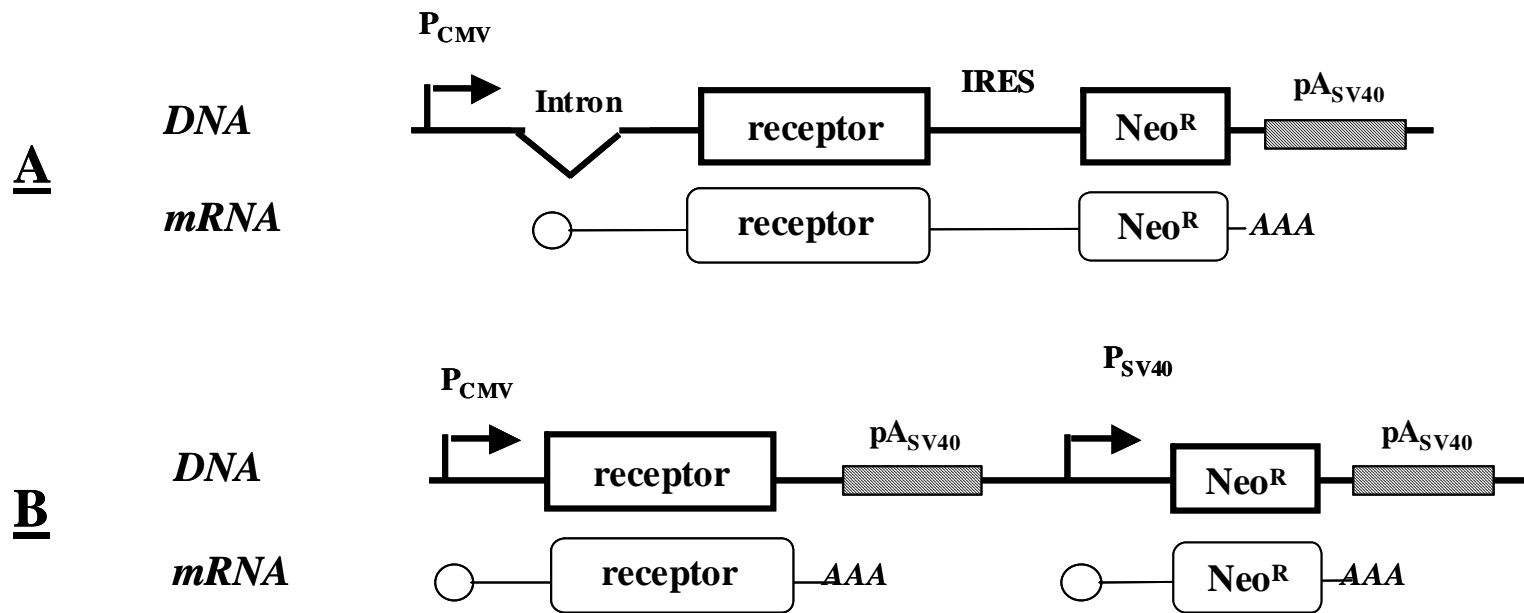 A
P_CMV
DNA
Intron
receptor
IRES
Neo^R
pA_SV40
mRNA
receptor
Neo^R
AAA
B
P_CMV
P_SV40
DNA
receptor
pA_SV40
Neo^R
pA_SV40
mRNA
receptor
AAA
Neo^R
AAA